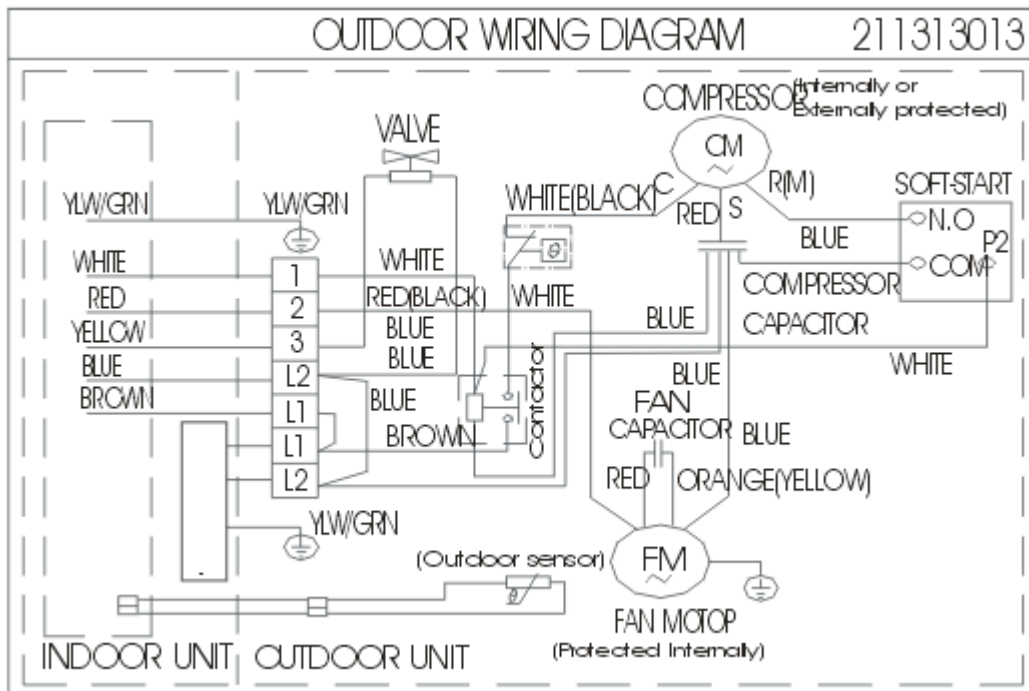 OUTDOOR WIRING DIAGRAM 211313013
COMPRESSOR (Internally or
Externally protected)
VALVE
CM
YLW/GRN YLW/GRN
WHITE(BLACK) C RED S R(M) SOFT-START
N.O
BLUE
P2
COM
WHITE 1 WHITE
RED 2 RED(BLACK) WHITE
COMPRESSOR
CAPACITOR
YELLOW 3 BLUE
BLUE
BLUE L2 BLUE
WHITE
BROWN L1 BLUE
Contactor
BLUE
L1 BROWN
FAN
CAPACITOR BLUE
L2
RED ORANGE(YELLOW)
YLW/GRN
-
(Outdoor sensor)
θ
θ
FM
FAN MOTOP
(Protected Internally)
INDOOR UNIT OUTDOOR UNIT